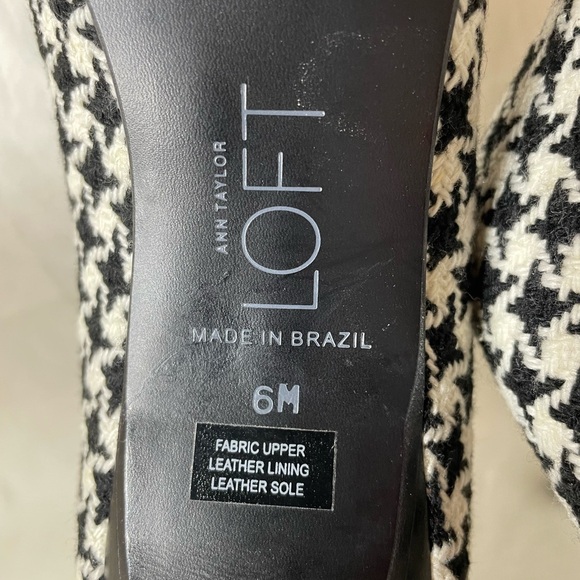 ANN TAYLOR
LOFT
MADE IN BRAZIL
6M
FABRIC UPPER
LEATHER LINING
LEATHER SOLE